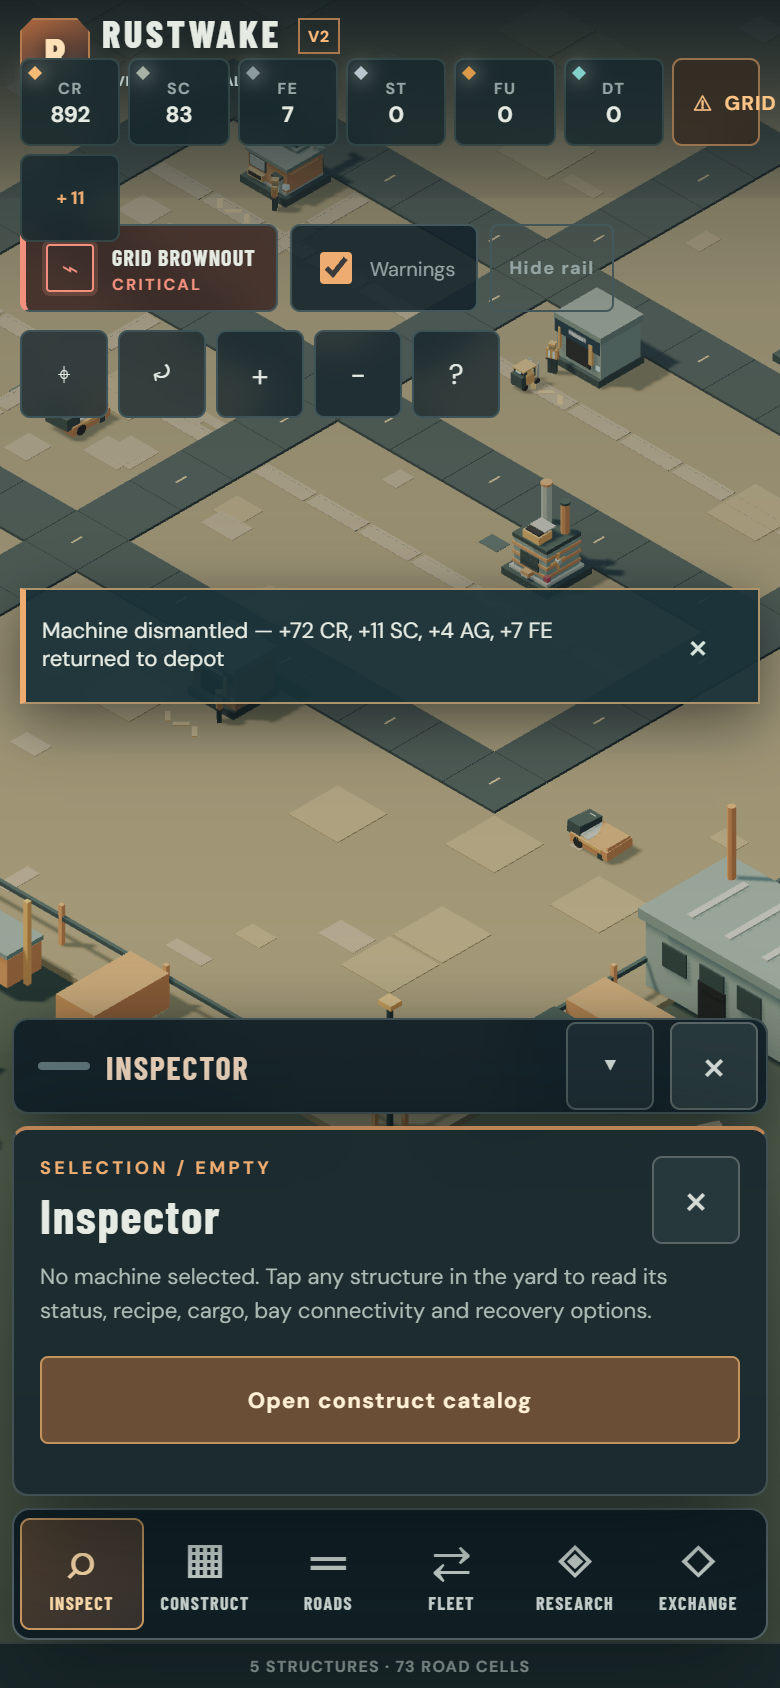 RUSTWAKE V2
R
CR SC FE ST FU DT
892 83 7 0 0 0
⚠ GRID
+ 11
GRID BROWNOUT
CRITICAL
Warnings
Hide rail
+ - ?
Machine dismantled — +72 CR, +11 SC, +4 AG, +7 FE
returned to depot
×
INSPECTOR
▼ ×
SELECTION / EMPTY
×
Inspector
No machine selected. Tap any structure in the yard to read its
status, recipe, cargo, bay connectivity and recovery options.
Open construct catalog
INSPECT CONSTRUCT ROADS FLEET RESEARCH EXCHANGE
5 STRUCTURES · 73 ROAD CELLS